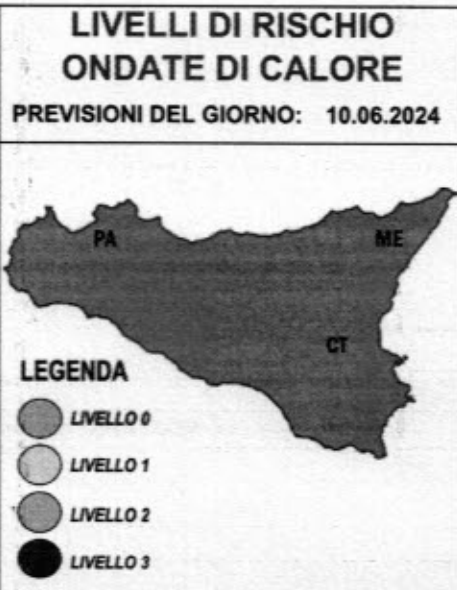 LIVELLI DI RISCHIO
ONDATE DI CALORE
PREVISIONI DEL GIORNO: 10.06.2024
PA
ME
CT
LEGENDA
LIVELLO 0
LIVELLO 1
LIVELLO 2
LIVELLO 3